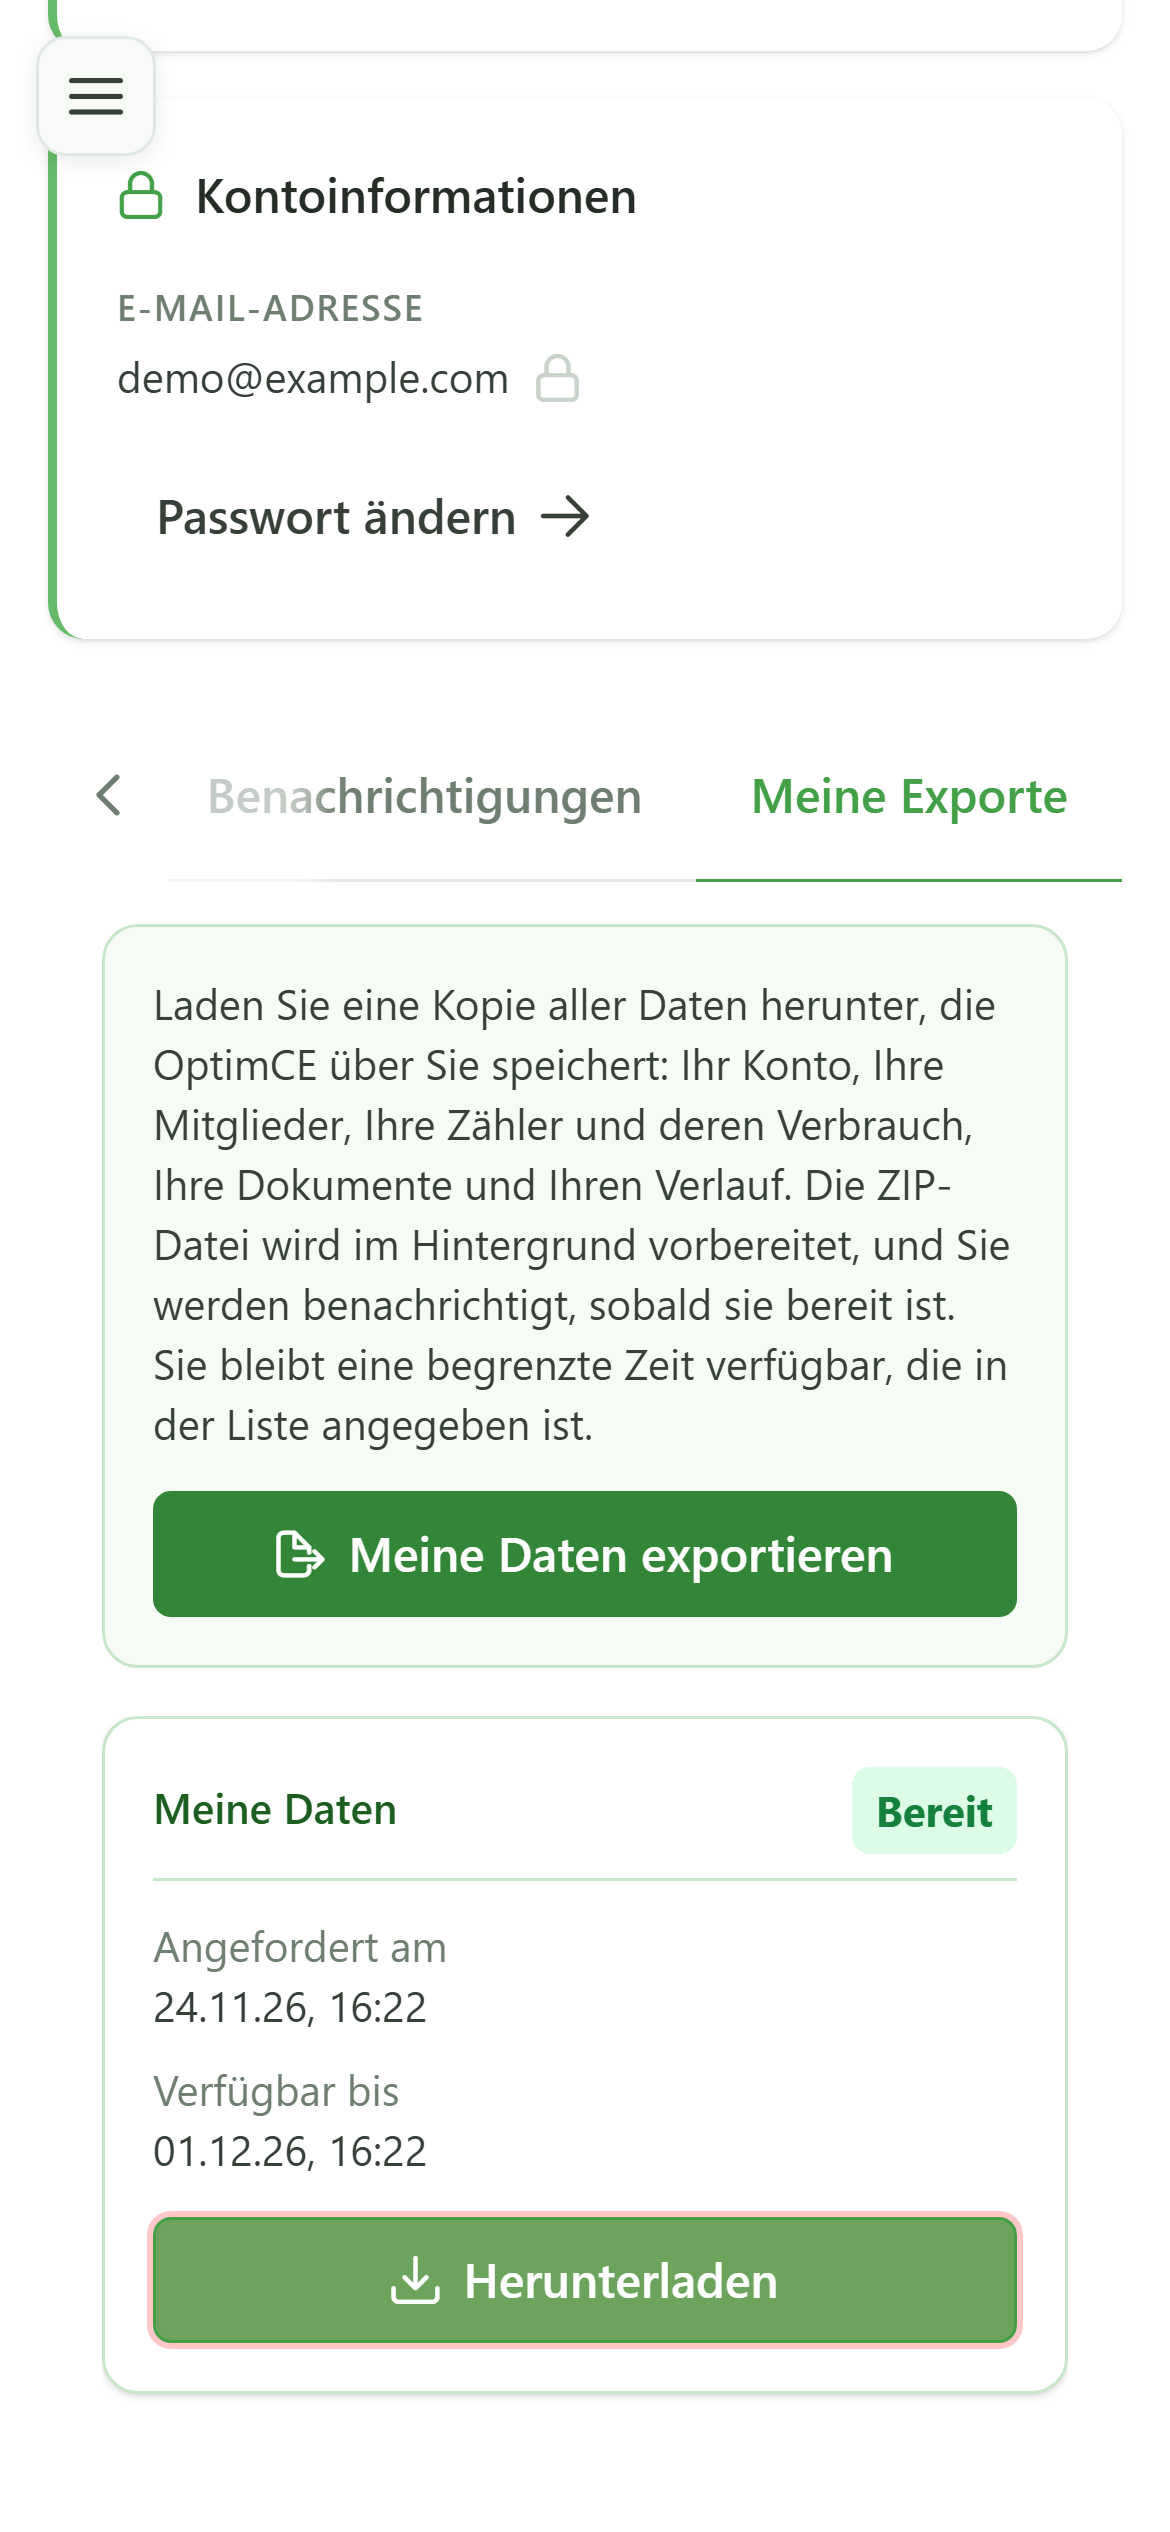 Kontoinformationen
E-MAIL-ADRESSE
demo@example.com
Passwort ändern
Benachrichtigungen
Meine Exporte
Laden Sie eine Kopie aller Daten herunter, die
OptimCE über Sie speichert: Ihr Konto, Ihre
Mitglieder, Ihre Zähler und deren Verbrauch,
Ihre Dokumente und Ihren Verlauf. Die ZIP-
Datei wird im Hintergrund vorbereitet, und Sie
werden benachrichtigt, sobald sie bereit ist.
Sie bleibt eine begrenzte Zeit verfügbar, die in
der Liste angegeben ist.
Meine Daten exportieren
Meine Daten
Bereit
Angefordert am
24.11.26, 16:22
Verfügbar bis
01.12.26, 16:22
Herunterladen